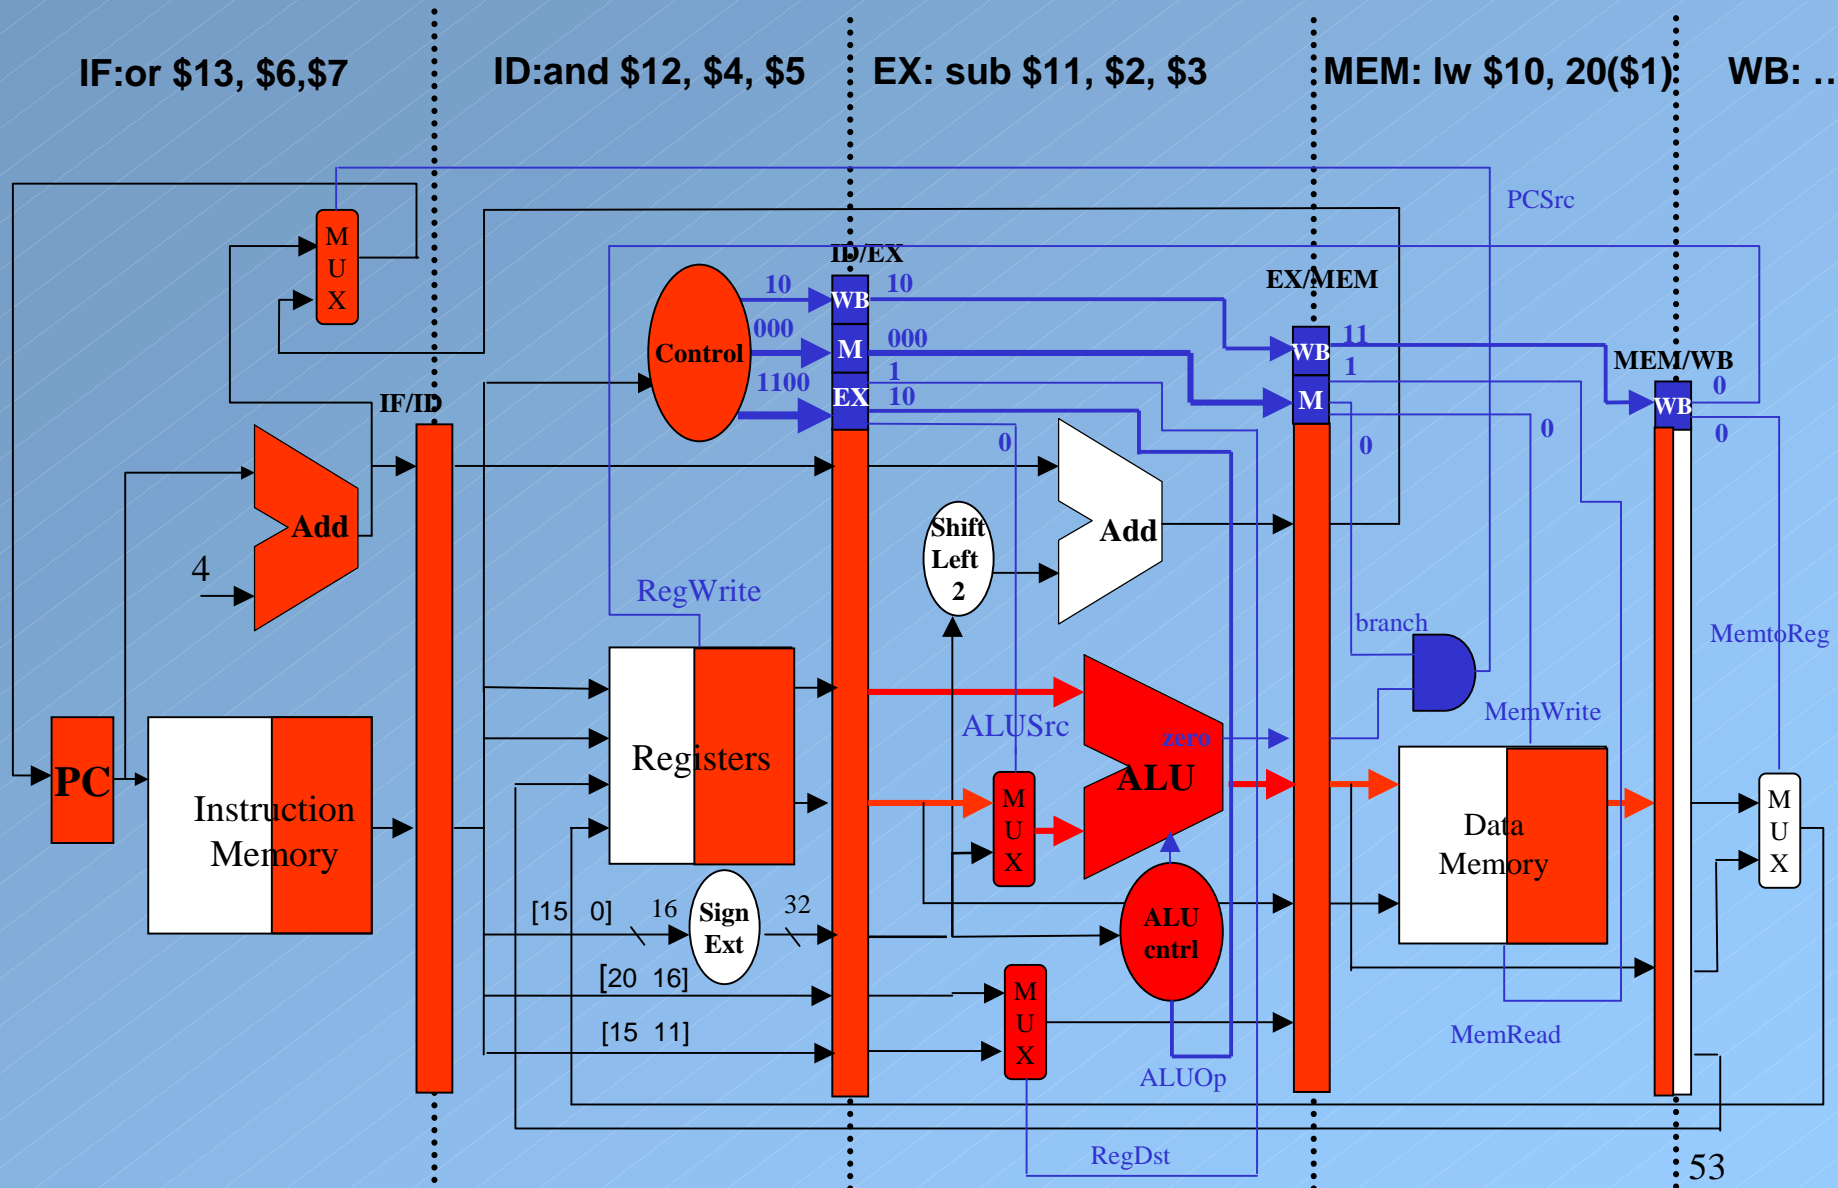 IF:or $13, $6,$7
ID:and $12, $4, $5
EX: sub $11, $2, $3
MEM: lw $10, 20($1)
WB: ..
PCSrc
M
U
X
ID/EX
EX/MEM
MEM/WB
IF/ID
Control
10
000
1100
WB
M
EX
10
000
1
10
0
WB
M
11
1
0
0
WB
0
0
Add
4
Shift
Left
2
Add
RegWrite
branch
MemtoReg
MemWrite
ALUSrc
zero
ALU
PC
Instruction
Memory
Registers
M
U
X
Data
Memory
M
U
X
[15 0]
16
Sign
Ext
32
ALU
cntrl
[20 16]
[15 11]
M
U
X
MemRead
ALUOp
RegDst
53